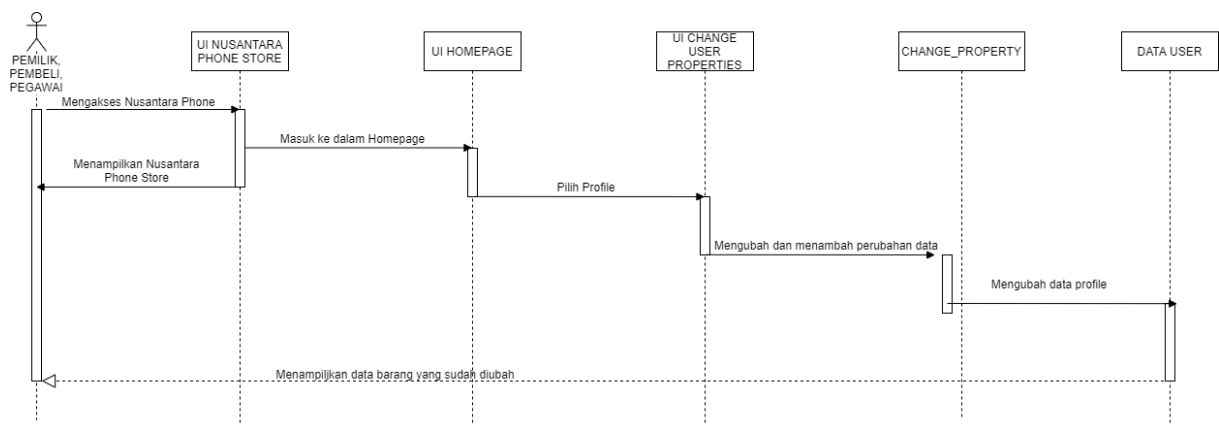 PEMILIK,
PEMBELI,
PEGAWAI
UI NUSANTARA
PHONE STORE
UI HOMEPAGE
UI CHANGE
USER
PROPERTIES
CHANGE_PROPERTY
DATA USER
Mengakses Nusantara Phone
Masuk ke dalam Homepage
Menampilkan Nusantara
Phone Store
Pilih Profile
Mengubah dan menambah perubahan data
Mengubah data profile
Menampiljkan data barang yang sudah diubah